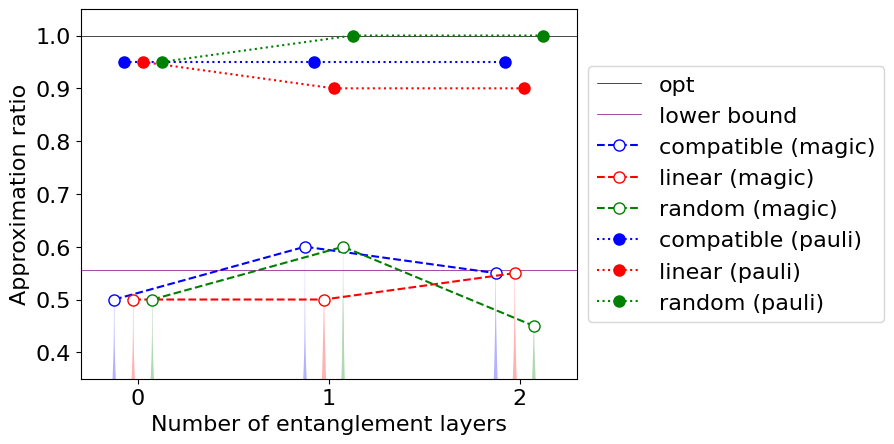 1.0
0.9
0.8
0.7
0.6
0.5
0.4
Approximation ratio
0
1
2
Number of entanglement layers
opt
lower bound
compatible (magic)
linear (magic)
random (magic)
compatible (pauli)
linear (pauli)
random (pauli)